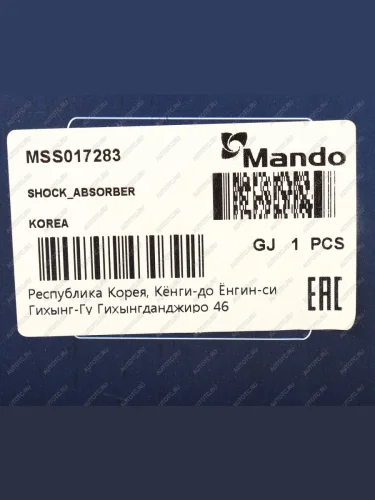 MSS017283
Mando
SHOCK_ABSORBER
KOREA
GJ 1 PCS
Республика Корея, Кёнги-до Ёнгин-си
Гихынг-Гу Гихынгданджиро 46
EAC